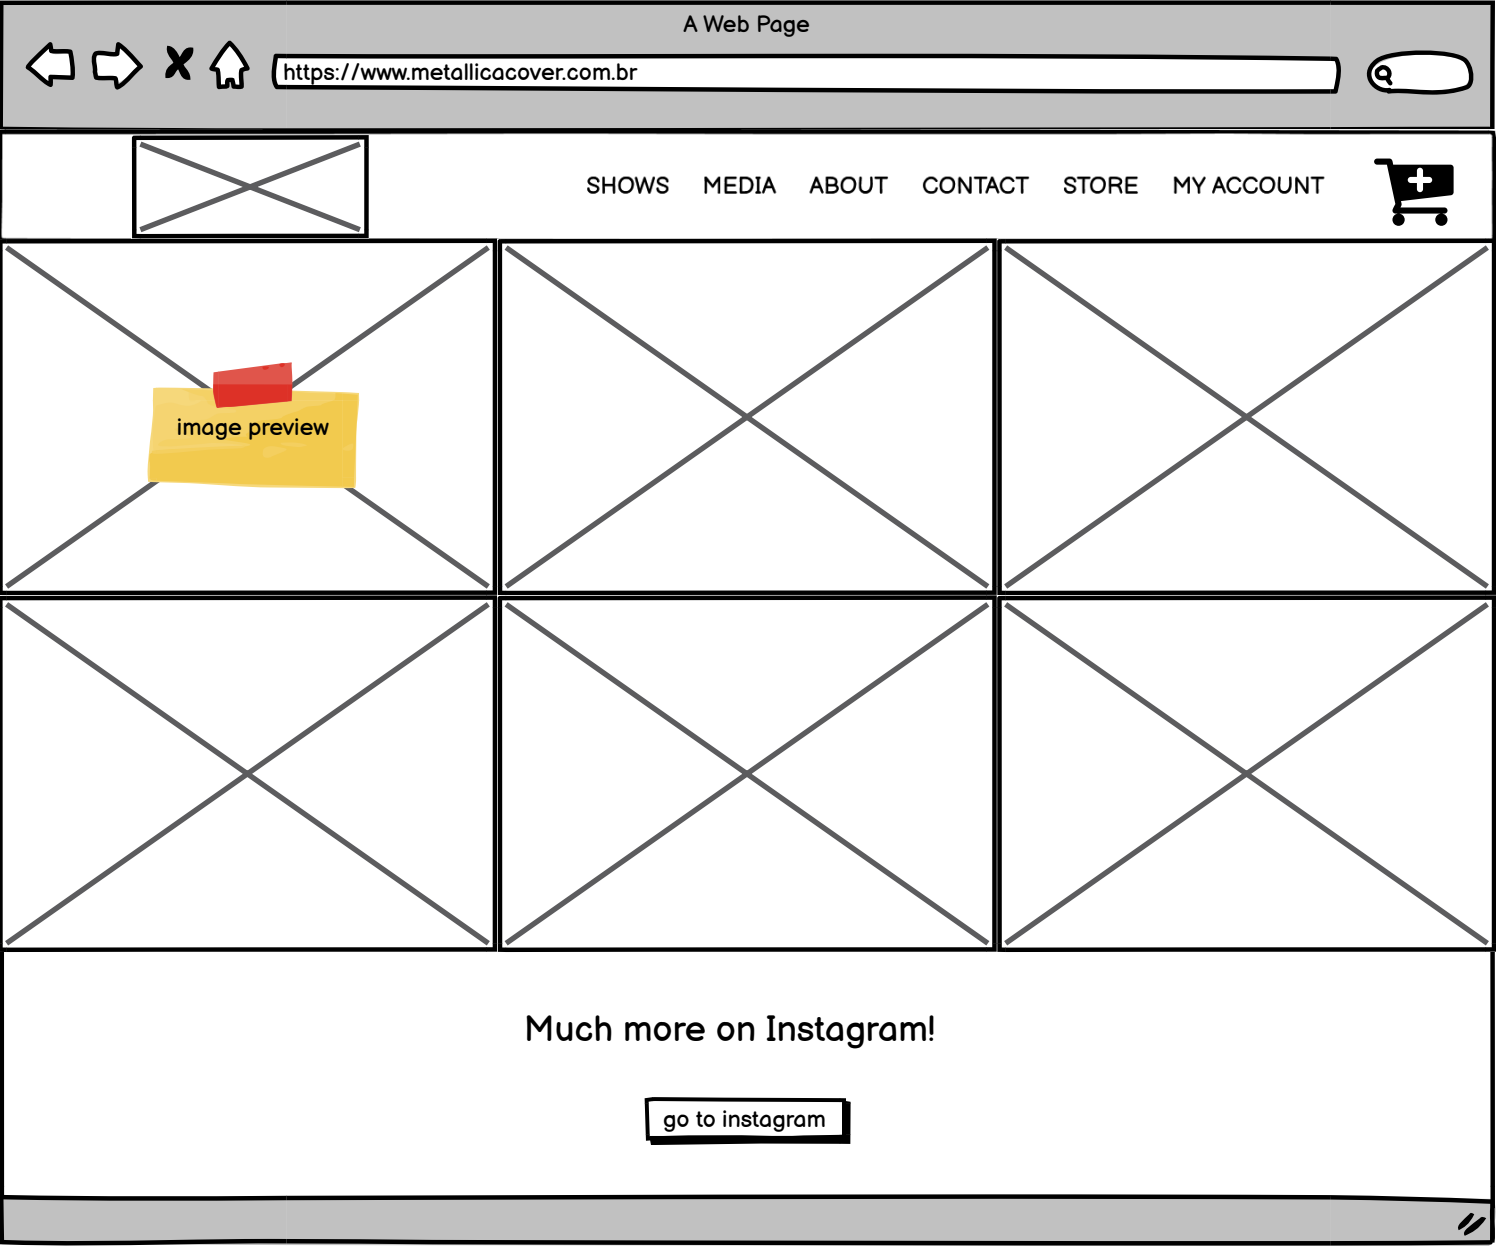 A Web Page
https://www.metallicacover.com.br
SHOWS MEDIA ABOUT CONTACT STORE MY ACCOUNT
image preview
Much more on Instagram!
go to instagram